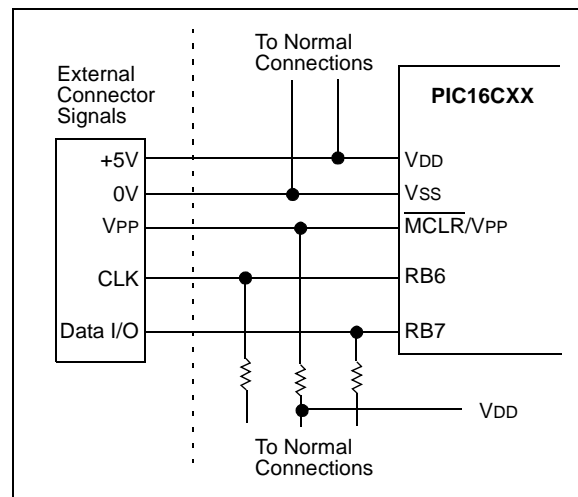 To Normal
Connections
External
Connector
Signals
PIC16CXX
+5V
VDD
0V
VSS
VPP
MCLR/VPP
CLK
RB6
Data I/O
RB7
VDD
To Normal
Connections